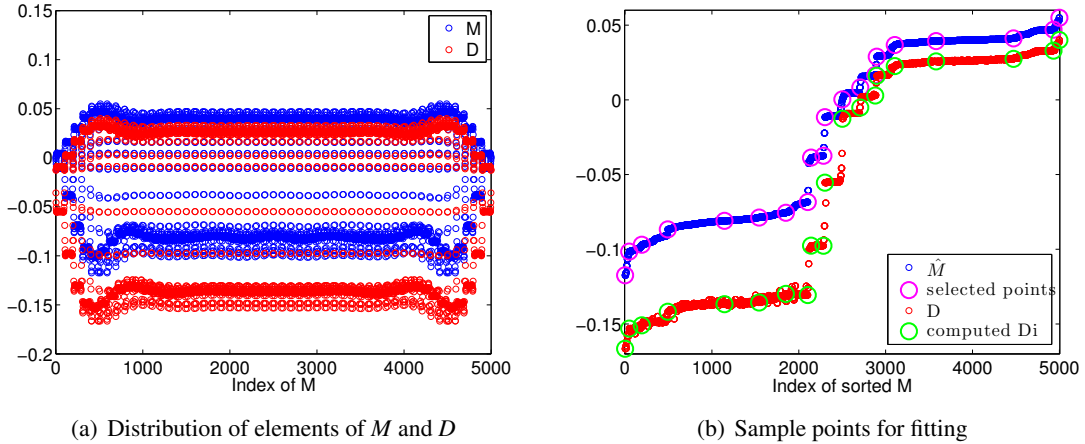 0.15
0.1
0.05
0
−0.05
−0.1
−0.15
−0.2
0 1000 2000 3000 4000 5000
Index of M
M
D
(a) Distribution of elements of M and D
0.05
0
−0.05
−0.1
−0.15
0 1000 2000 3000 4000 5000
Index of sorted M
M̂
selected points
D
computed Di
(b) Sample points for fitting